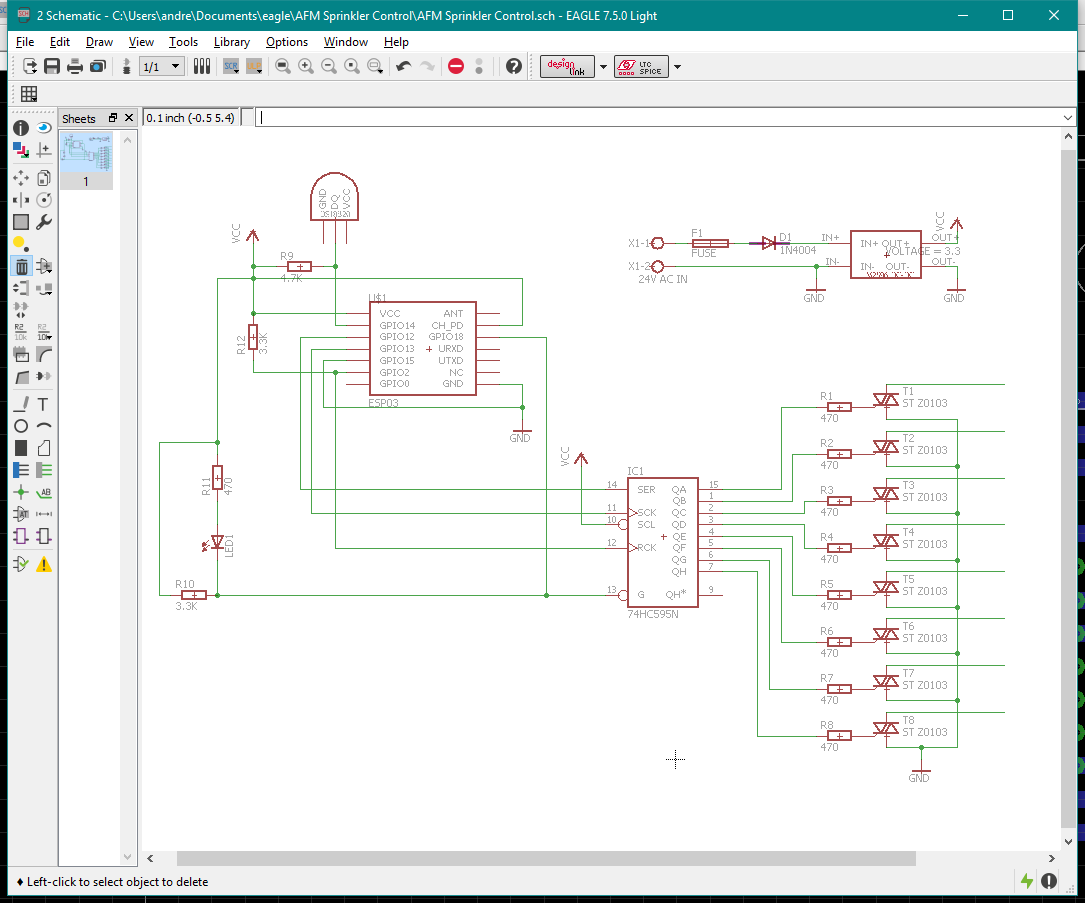 2 Schematic - C:\Users\andre\Documents\eagle\AFM Sprinkler Control\AFM Sprinkler Control.sch - EAGLE 7.5.0 Light
File Edit Draw View Tools Library Options Window Help
1/1
SCR
design link
LTC SPICE
Sheets
0.1 inch (-0.5 5.4)
1
GND
DQ
VCC
VCC
R9
4.7K
R12
3.3K
U$1
VCC
GPIO14
GPIO12
GPIO13
GPIO15
GPIO2
GPIO0
ANT
CH_PD
GPIO18
URXD
UTXD
NC
GND
ESP03
GND
R11
470
LED1
R10
3.3K
X1-1
X1-2
24V AC IN
F1
FUSE
D1
1N4004
GND
IN+
IN-
IN+ OUT+
IN- OUT-
VOLTAGE = 3.3
OUT+
OUT-
VCC
GND
VCC
IC1
14 SER QA 15
QB 1
11 SCK QC 2
10 SCL QD 3
QE 4
12 RCK QF 5
QG 6
QH 7
13 G QH* 9
74HC595N
R1
470
T1
ST Z0103
R2
470
T2
ST Z0103
R3
470
T3
ST Z0103
R4
470
T4
ST Z0103
R5
470
T5
ST Z0103
R6
470
T6
ST Z0103
R7
470
T7
ST Z0103
R8
470
T8
ST Z0103
GND
R2
10k
R2
10k
T
AB
Left-click to select object to delete